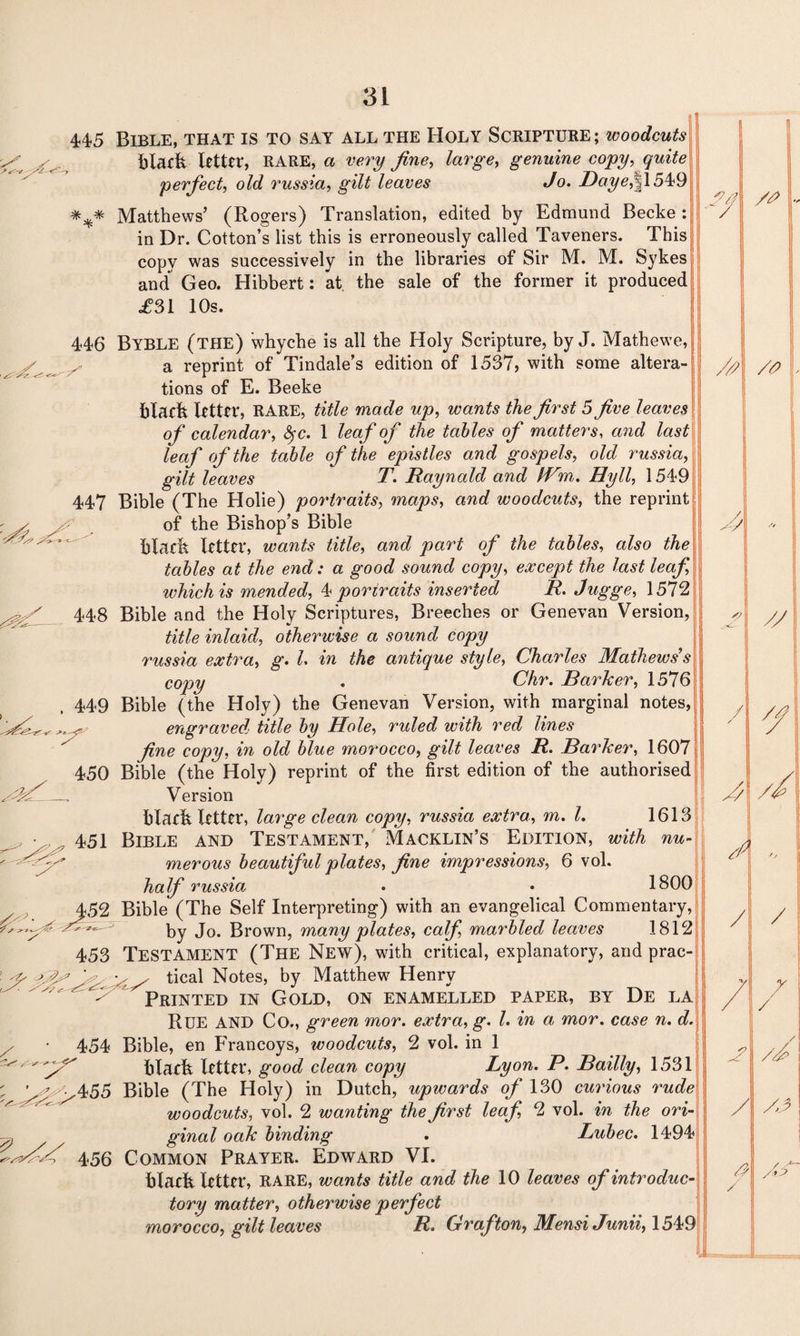 31
445 BIBLE, THAT IS TO SAY ALL THE HOLY SCRIPTURE; woodcuts
black letter, RARE, a very fine, large, genuine copy, quite
perfect, old russia, gilt leaves Jo. Daye, 1549
*** Matthews' (Rogers) Translation, edited by Edmund Becke:
in Dr. Cotton's list this is erroneously called Taveners. This
copy was successively in the libraries of Sir M. M. Sykes
and Geo. Hibbert: at the sale of the former it produced
£31 10s.
446 BYBLE (THE) whyche is all the Holy Scripture, by J. Mathewe,
a reprint of Tindale's edition of 1537, with some altera-
tions of E. Beeke
black letter, RARE, title made up, wants the first 5 five leaves
of calendar, &c. 1 leaf of the tables of matters, and last
leaf of the table of the epistles and gospels, old russia,
gilt leaves T. Raynald and Wm. Hyll, 1549
447 Bible (The Holie) portraits, maps, and woodcuts, the reprint
of the Bishop's Bible
black letter, wants title, and part of the tables, also the
tables at the end: a good sound copy, except the last leaf,
which is mended, 4 portraits inserted R. Jugge, 1572
448 Bible and the Holy Scriptures, Breeches or Genevan Version,
title inlaid, otherwise a sound copy
russia extra, g. l. in the antique style, Charles Mathews's
copy . Chr. Barker, 1576
449 Bible (the Holy) the Genevan Version, with marginal notes,
engraved title by Hole, ruled with red lines
fine copy, in old blue morocco, gilt leaves R. Barker, 1607
450 Bible (the Holy) reprint of the first edition of the authorised
Version
black letter, large clean copy, russia extra, m. l. 1613
451 BIBLE AND TESTAMENT, MACKLIN'S EDITION, with nu-
merous beautiful plates, fine impressions, 6 vol.
half russia . . 1800
452 Bible (The Self Interpreting) with an evangelical Commentary,
by Jo. Brown, many plates, calf, marbled leaves 1812
453 TESTAMENT (THE NEW), with critical, explanatory, and prac-
tical Notes, by Matthew Henry
PRINTED IN GOLD, ON ENAMELLED PAPER, BY DE LA
RUE AND CO., green mor. extra, g. l. in a mor. case n. d.
454 Bible, en Francoys, woodcuts, 2 vol. in 1
black letter, good clean copy Lyon. P. Bailly, 1531
455 Bible (The Holy) in Dutch, upwards of 130 curious rude
woodcuts, vol. 2 wanting the first leaf, 2 vol. in the ori-
ginal oak binding . Lubec. 1494
456 COMMON PRAYER. EDWARD VI.
black letter, RARE, wants title and the 10 leaves of introduc-
tory matter, otherwise perfect
morocco, gilt leaves R. Grafton, Mensi Junii, 1549